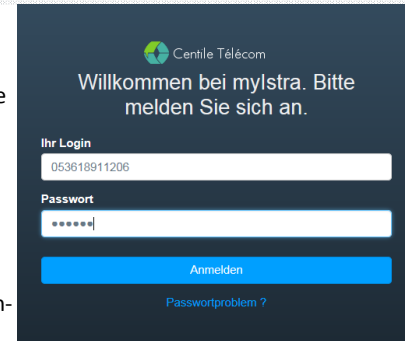 Centile Télécom
Willkommen bei myIstra. Bitte
melden Sie sich an.
e
Ihr Login
053618911206
Passwort
••••••
Anmelden
Passwortproblem ?
n-